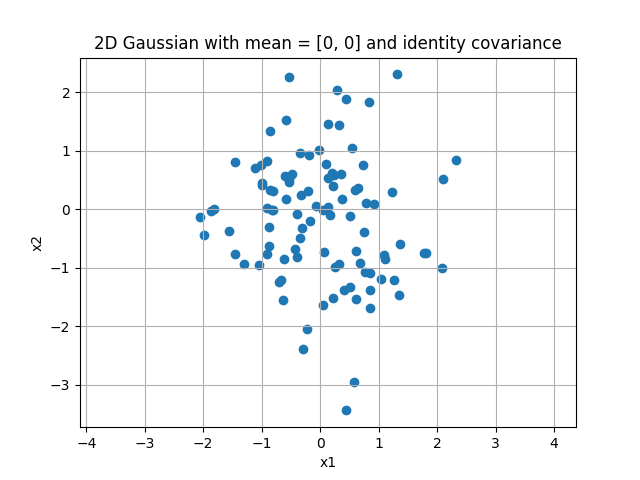 2D Gaussian with mean = [0, 0] and identity covariance
2
1
0
−1
−2
−3
x2
−4 −3 −2 −1 0 1 2 3 4
x1